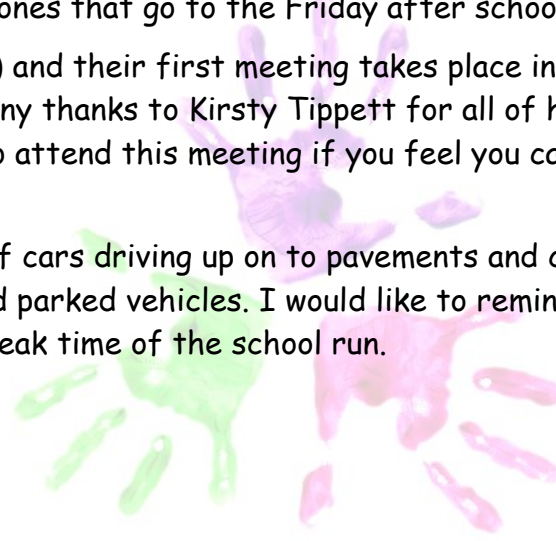 ones that go to the Friday after schoo
) and their first meeting takes place in
ny thanks to Kirsty Tippett for all of h
o attend this meeting if you feel you co
f cars driving up on to pavements and c
d parked vehicles. I would like to remin
eak time of the school run.